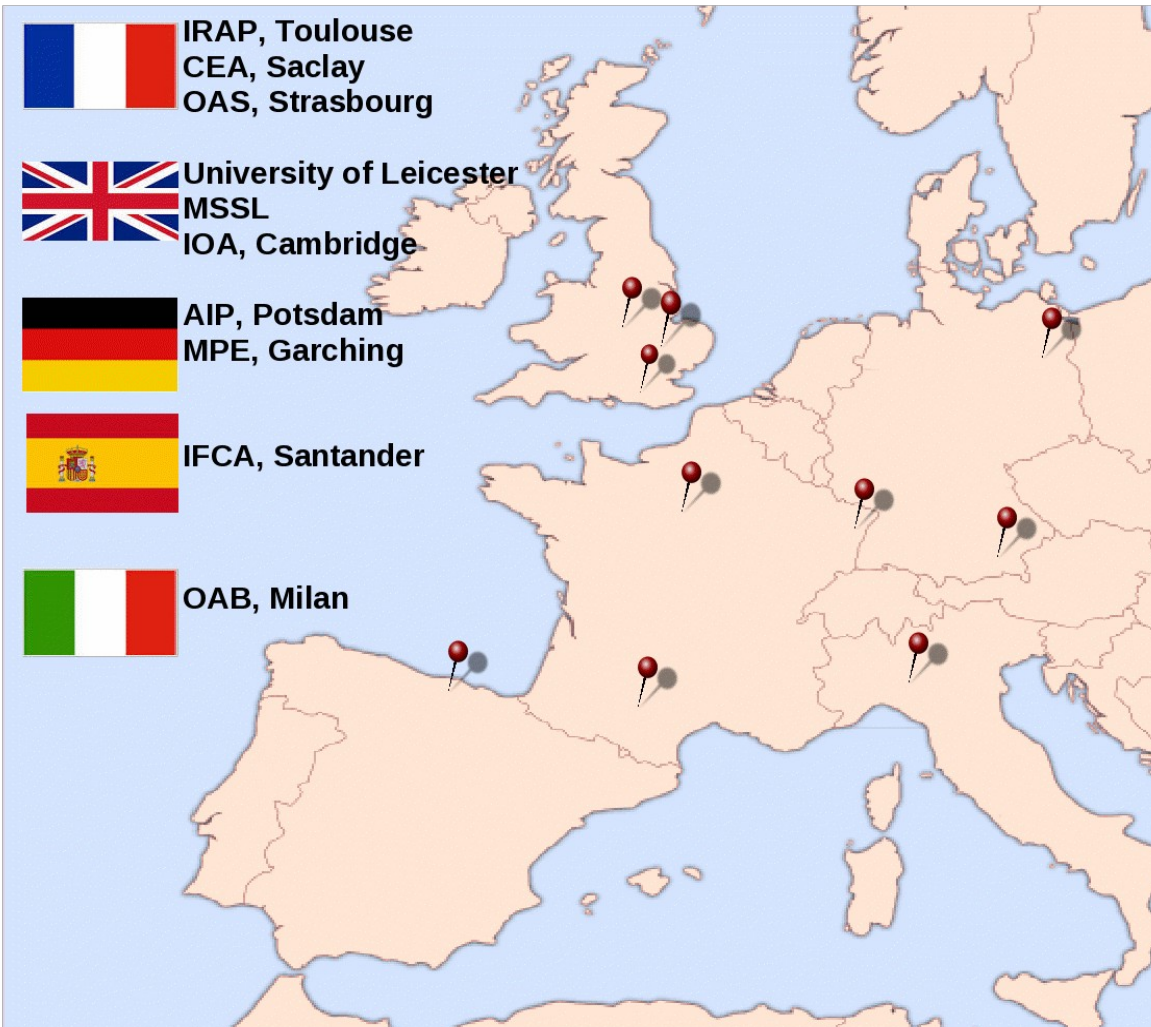 IRAP, Toulouse
CEA, Saclay
OAS, Strasbourg
University of Leicester
MSSL
IOA, Cambridge
AIP, Potsdam
MPE, Garching
IFCA, Santander
OAB, Milan